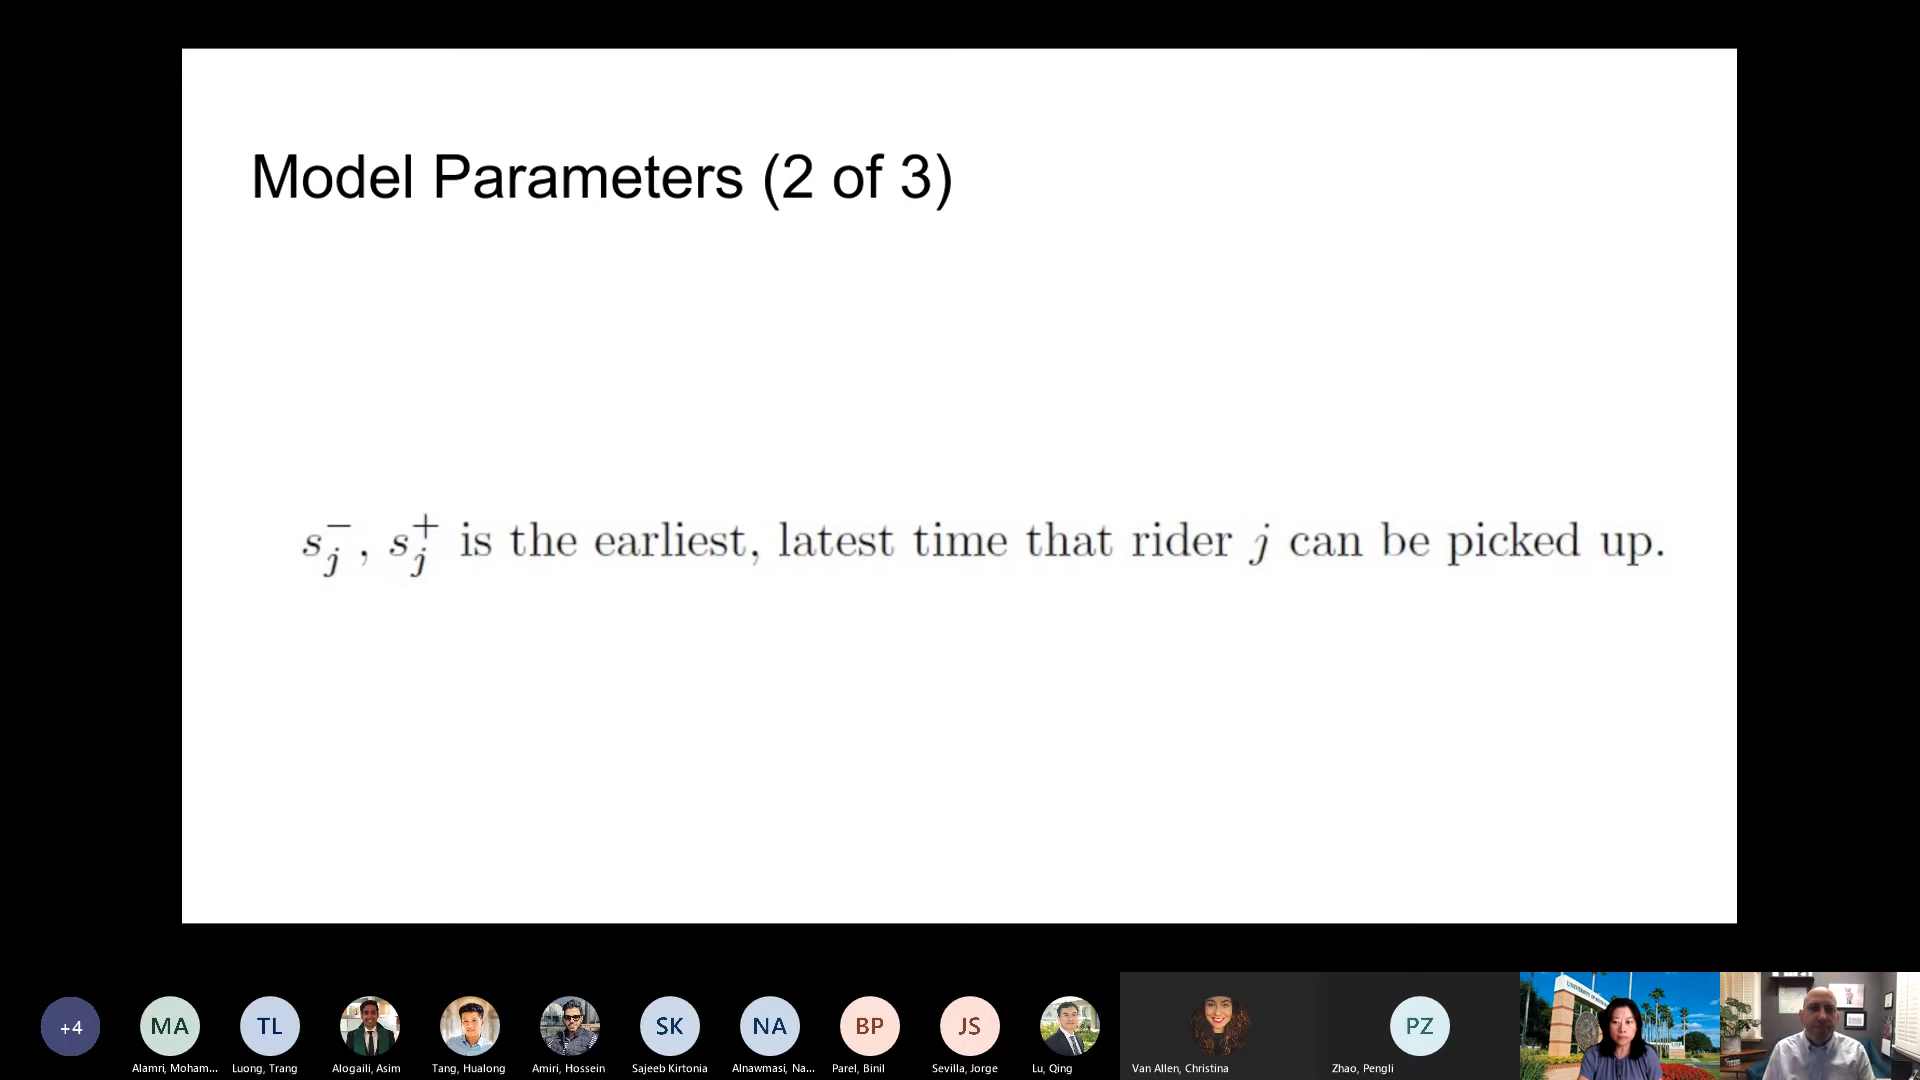 Model Parameters (2 of 3)
$s_j^-$, $s_j^+$ is the earliest, latest time that rider $j$ can be picked up.
+4
MA
TL
SK
NA
BP
JS
PZ
Alamri, Moham...
Luong, Trang
Alogaili, Asim
Tang, Hualong
Amiri, Hossein
Sajeeb Kirtonia
Alnawmasi, Na...
Parel, Binil
Sevilla, Jorge
Lu, Qing
Van Allen, Christina
Zhao, Pengli